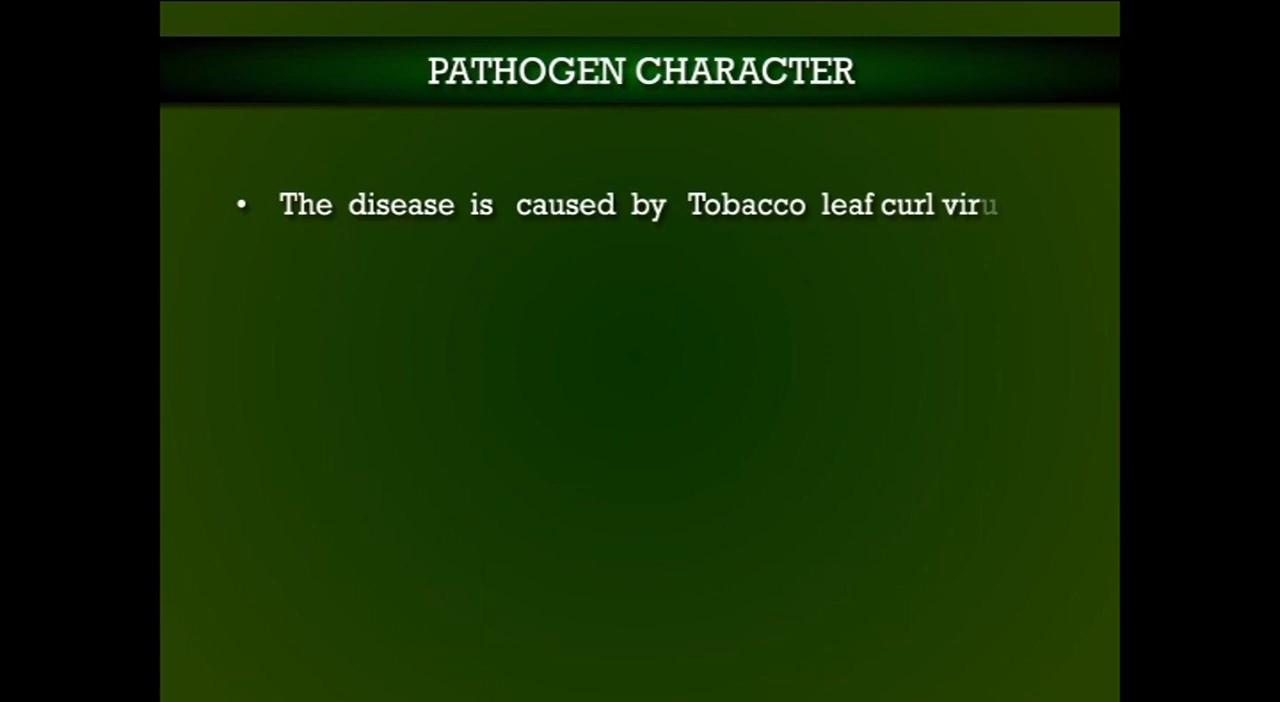 PATHOGEN CHARACTER
• The disease is caused by Tobacco leaf curl viru